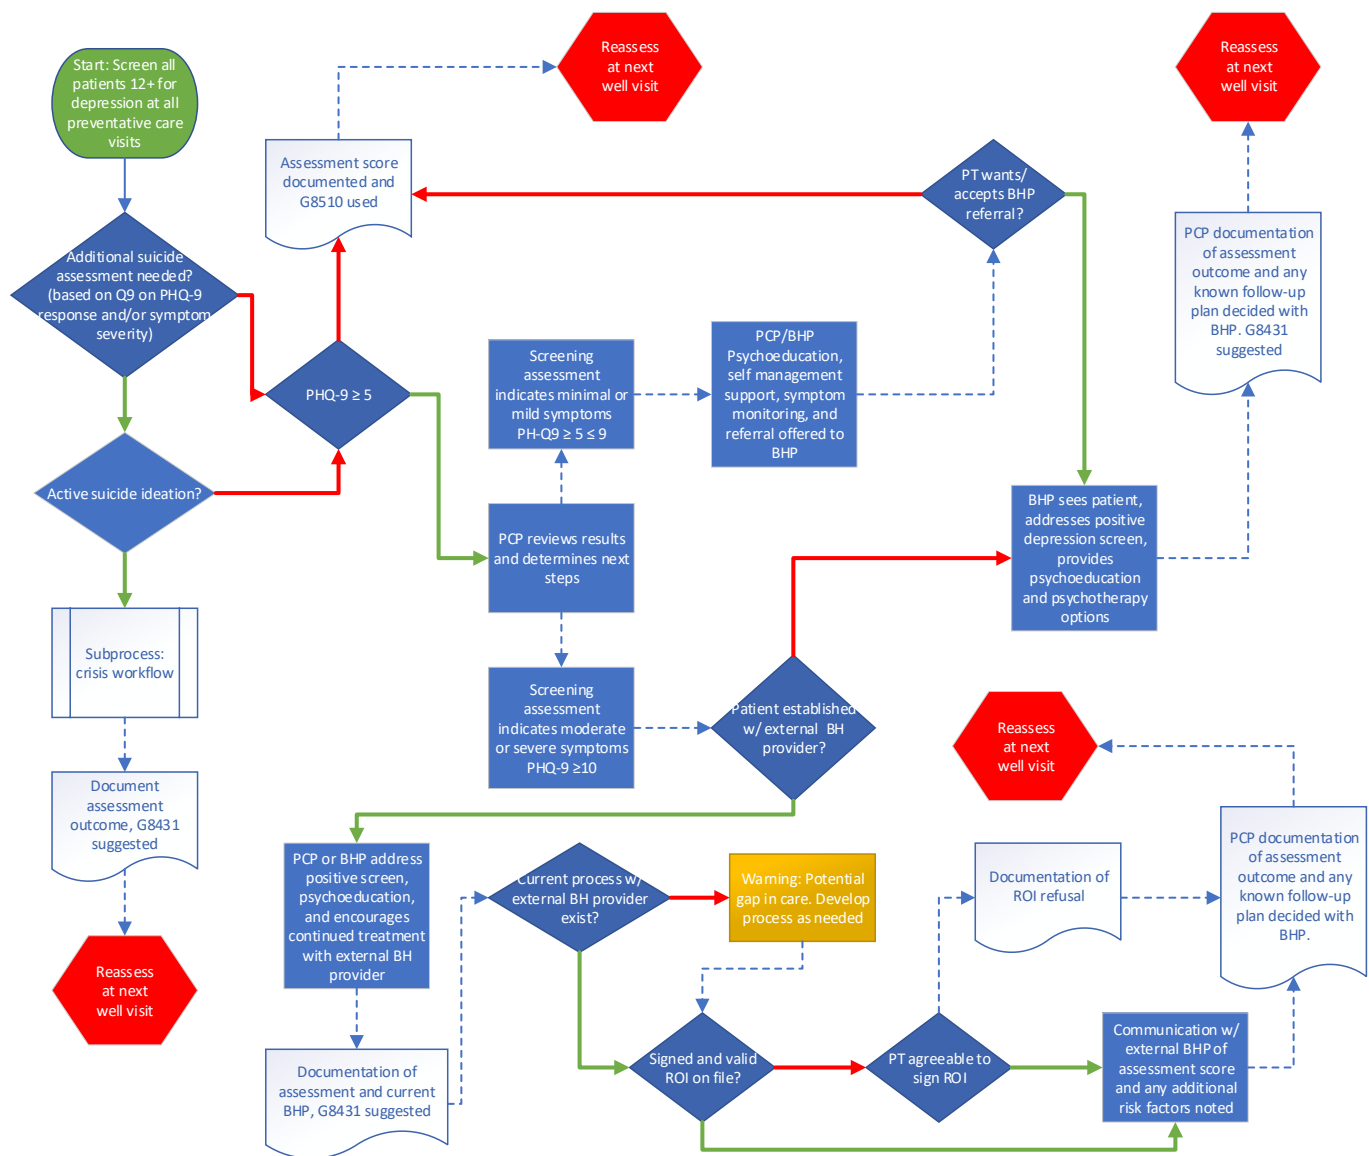 Start: Screen all
patients 12+ for
depression at all
preventative care
visits
Reassess
at next
well visit
Reassess
at next
well visit
Assessment score
documented and
G8510 used
PT wants/
accepts BHP
referral?
Additional suicide
assessment needed?
(based on Q9 on PHQ-9
response and/or symptom
severity)
PCP documentation
of assessment
outcome and any
known follow-up
plan decided with
BHP. G8431
suggested
PHQ-9 ≥ 5
Screening
assessment
indicates minimal or
mild symptoms
PH-Q9 ≥ 5 ≤ 9
PCP/BHP
Psychoeducation,
self management
support, symptom
monitoring, and
referral offered to
BHP
Active suicide ideation?
PCP reviews results
and determines next
steps
BHP sees patient,
addresses positive
depression screen,
provides
psychoeducation
and psychotherapy
options
Subprocess:
crisis workflow
Screening
assessment
indicates moderate
or severe symptoms
PHQ-9 ≥10
Patient established
w/ external BH
provider?
Reassess
at next
well visit
Document
assessment
outcome, G8431
suggested
PCP or BHP address
positive screen,
psychoeducation,
and encourages
continued treatment
with external BH
provider
Current process w/
external BH provider
exist?
Warning: Potential
gap in care. Develop
process as needed
Documentation of
ROI refusal
PCP documentation
of assessment
outcome and any
known follow-up
plan decided with
BHP.
Reassess
at next
well visit
Documentation of
assessment and current
BHP, G8431 suggested
Signed and valid
ROI on file?
PT agreeable to
sign ROI
Communication w/
external BHP of
assessment score
and any additional
risk factors noted